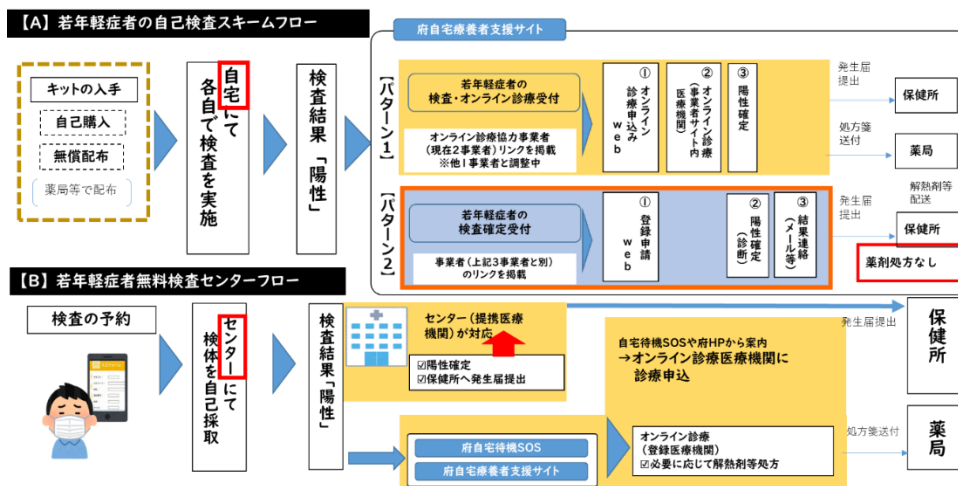 【A】若年軽症者の自己検査スキームフロー
府自宅療養者支援サイト
キットの入手
自己購入
無償配布
薬局等で配布
自宅にて
各自で検査を実施
検査結果「陽性」
【パターン1】
若年軽症者の
検査・オンライン診療受付
オンライン診療協力事業者
(現在2事業者)リンクを掲載
※他1事業者と調整中
①オンライン
診療申込み
web
②オンライン診療
(事業者サイト内
医療機関)
③陽性確定
発生届
提出
保健所
処方箋
送付
薬局
解熱剤等
配送
【パターン2】
若年軽症者の
検査確定受付
事業者(上記3事業者と別)
のリンクを掲載
①登録申請
web
②陽性確定
(診断)
③結果連絡
(メール等)
発生届
提出
保健所
薬剤処方なし
【B】若年軽症者無料検査センターフロー
検査の予約
センターにて
検体を自己採取
検査結果「陽性」
センター(提携医療
機関)が対応
☑陽性確定
☑保健所へ発生届提出
発生届提出
保健所
自宅待機SOSや府HPから案内
→オンライン診療医療機関に
診療申込
府自宅待機SOS
府自宅療養者支援サイト
オンライン診療
(登録医療機関)
☑必要に応じて解熱剤等処方
処方箋送付
薬局